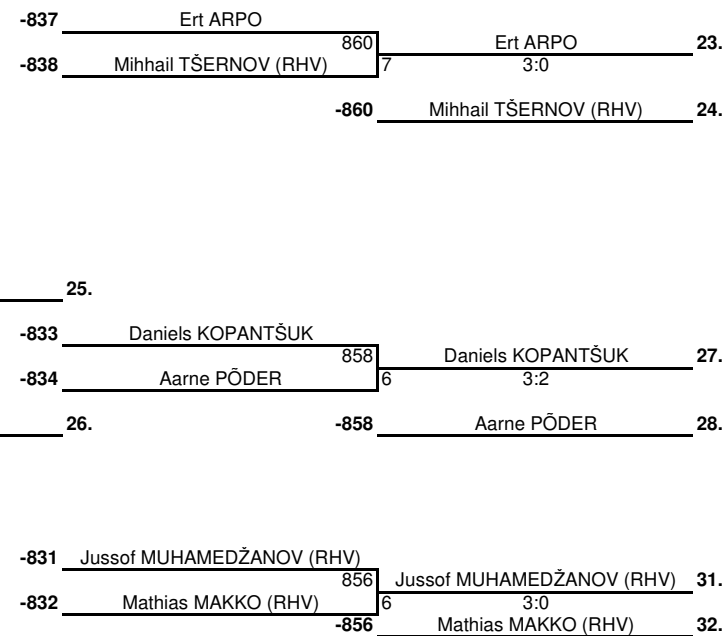 -837 Ert ARPO
860 Ert ARPO 23.
-838 Mihhail TŠERNOV (RHV) 7 3:0
-860 Mihhail TŠERNOV (RHV) 24.
25.
-833 Daniels KOPANTŠUK
858 Daniels KOPANTŠUK 27.
-834 Aarne PÕDER 6 3:2
26. -858 Aarne PÕDER 28.
-831 Jussof MUHAMEDŽANOV (RHV)
856 Jussof MUHAMEDŽANOV (RHV) 31.
-832 Mathias MAKKO (RHV) 6 3:0
-856 Mathias MAKKO (RHV) 32.